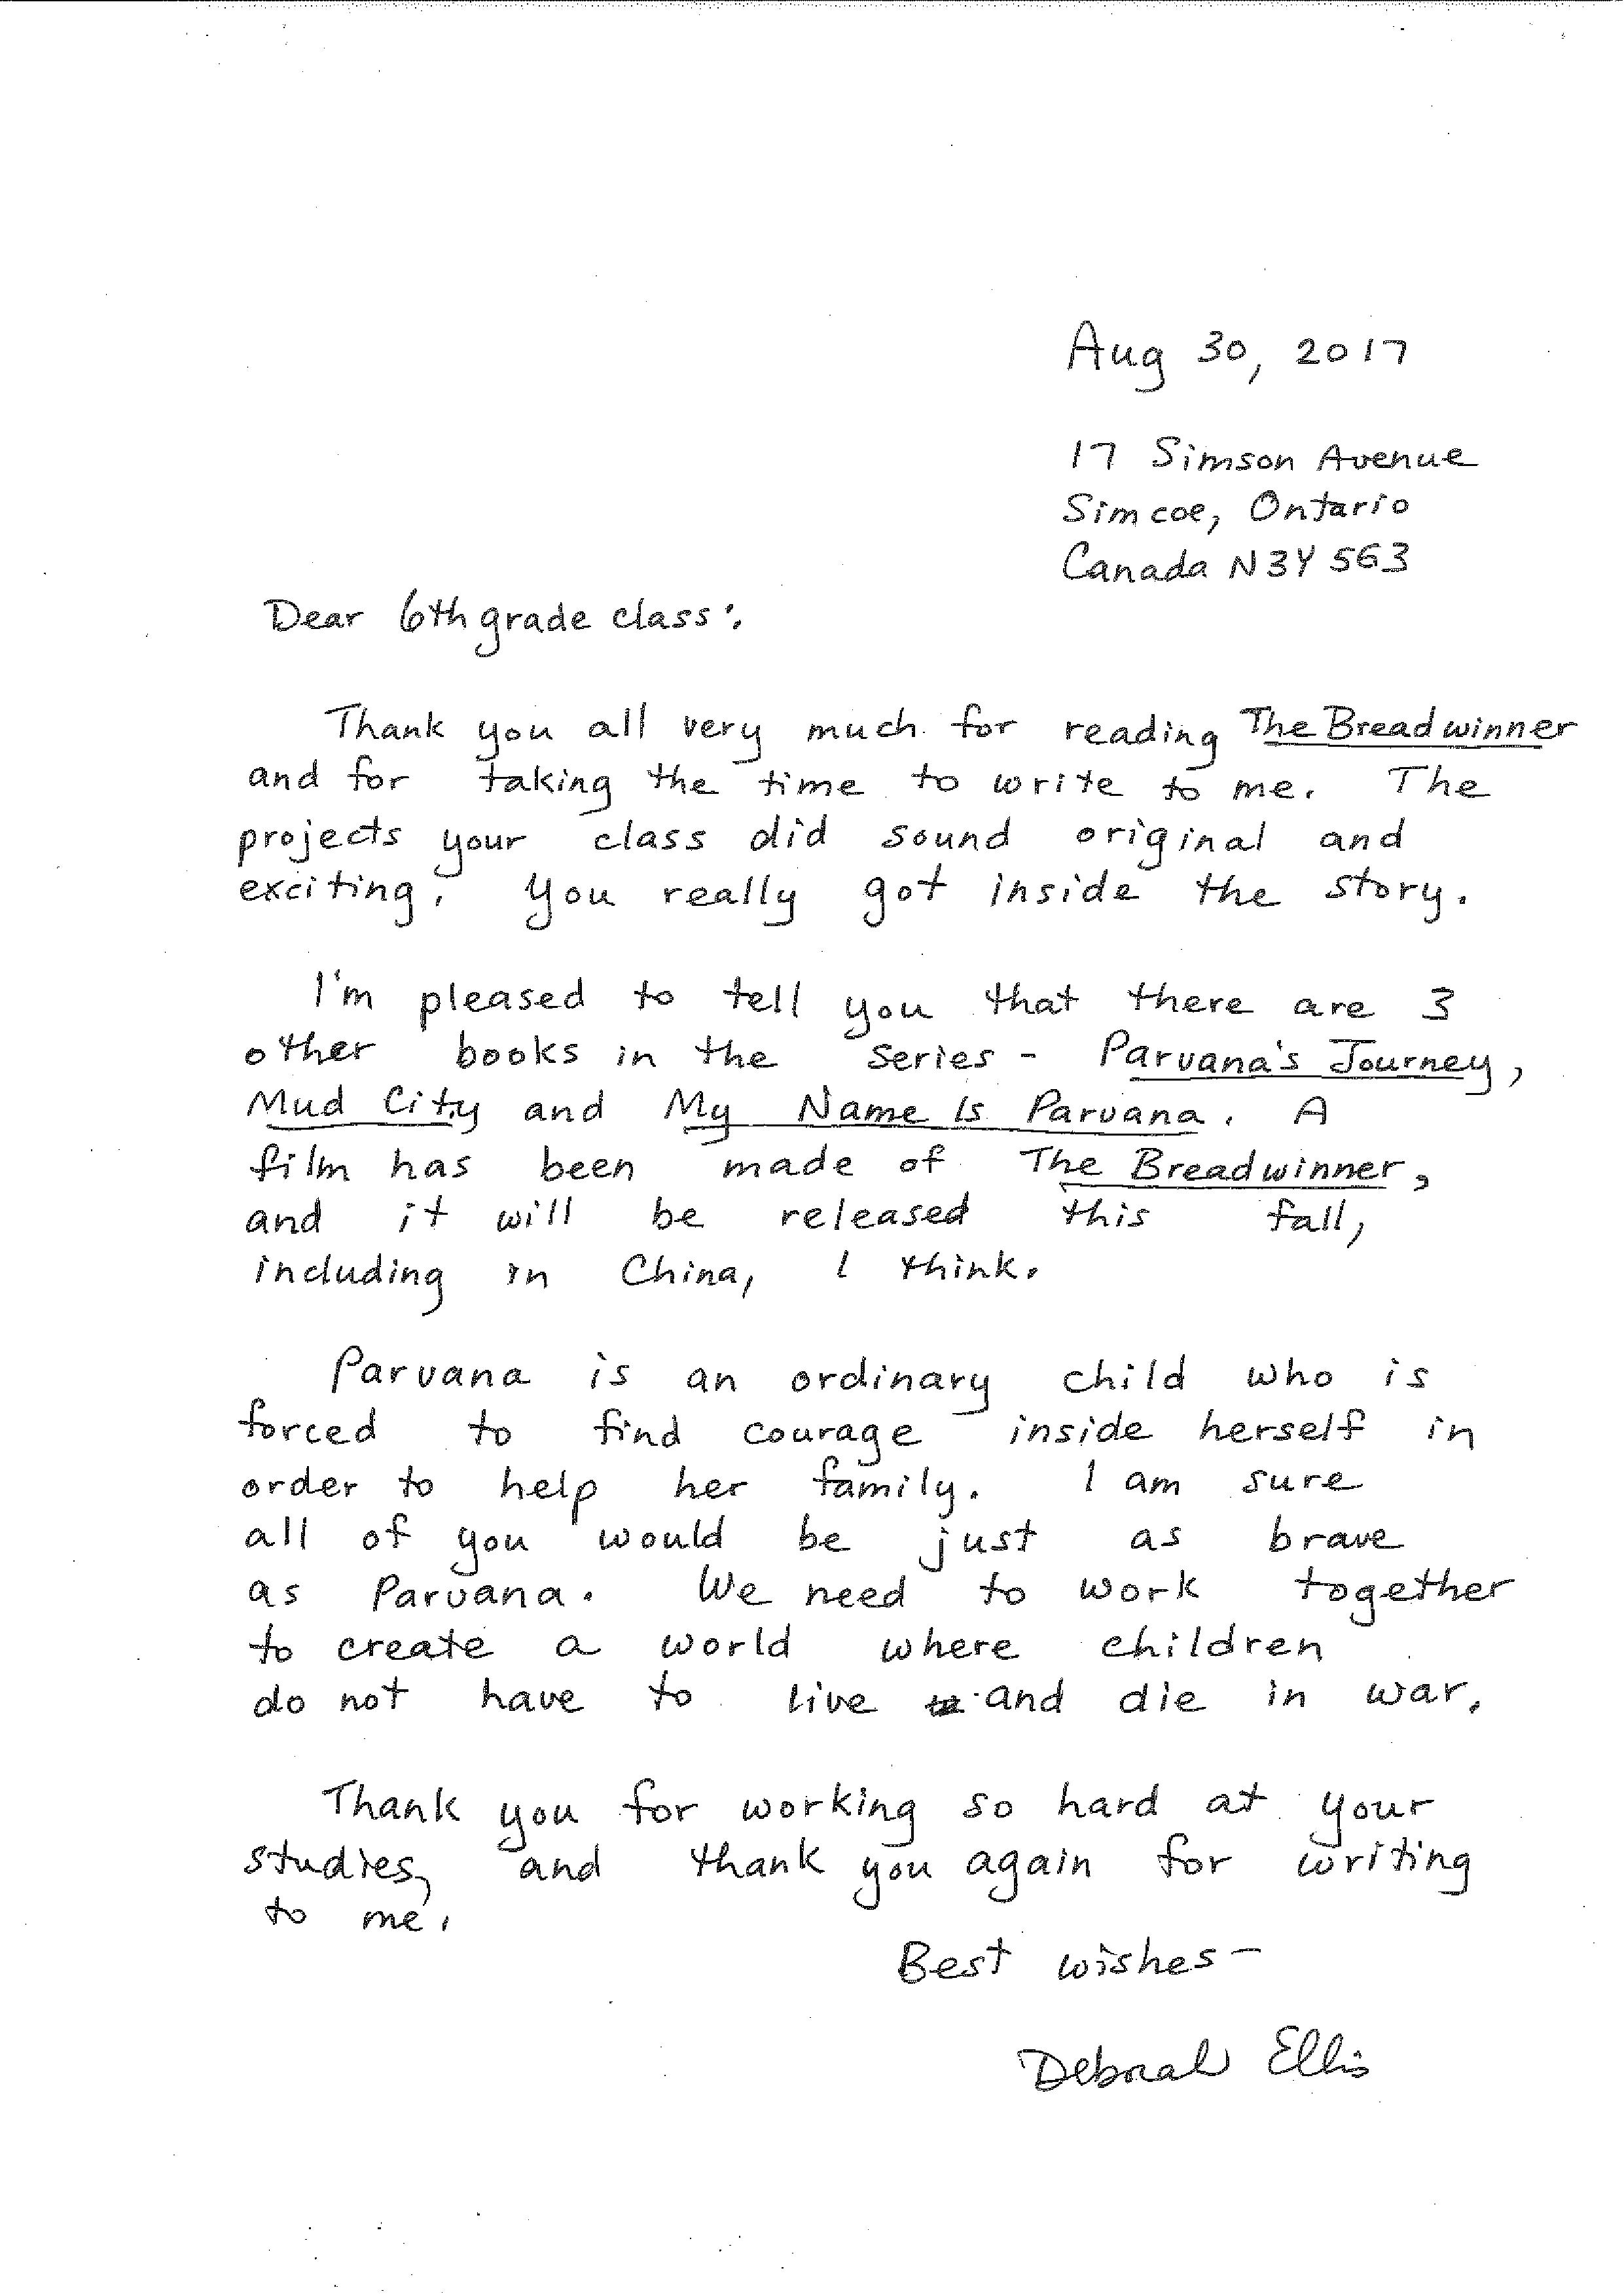 Aug 30, 2017
17 Simson Avenue
Simcoe, Ontario
Canada N3Y 5G3
Dear 6th grade class:
Thank you all very much for reading The Breadwinner
and for taking the time to write to me. The
projects your class did sound original and
exciting. You really got inside the story.
I'm pleased to tell you that there are 3
other books in the series - Parvana's Journey,
Mud City and My Name Is Parvana. A
film has been made of The Breadwinner,
and it will be released this fall,
including in China, I think.
Parvana is an ordinary child who is
forced to find courage inside herself in
order to help her family. I am sure
all of you would be just as brave
as Parvana. We need to work together
to create a world where children
do not have to live and die in war.
Thank you for working so hard at your
studies, and thank you again for writing
to me.
Best wishes -
Deborah Ellis